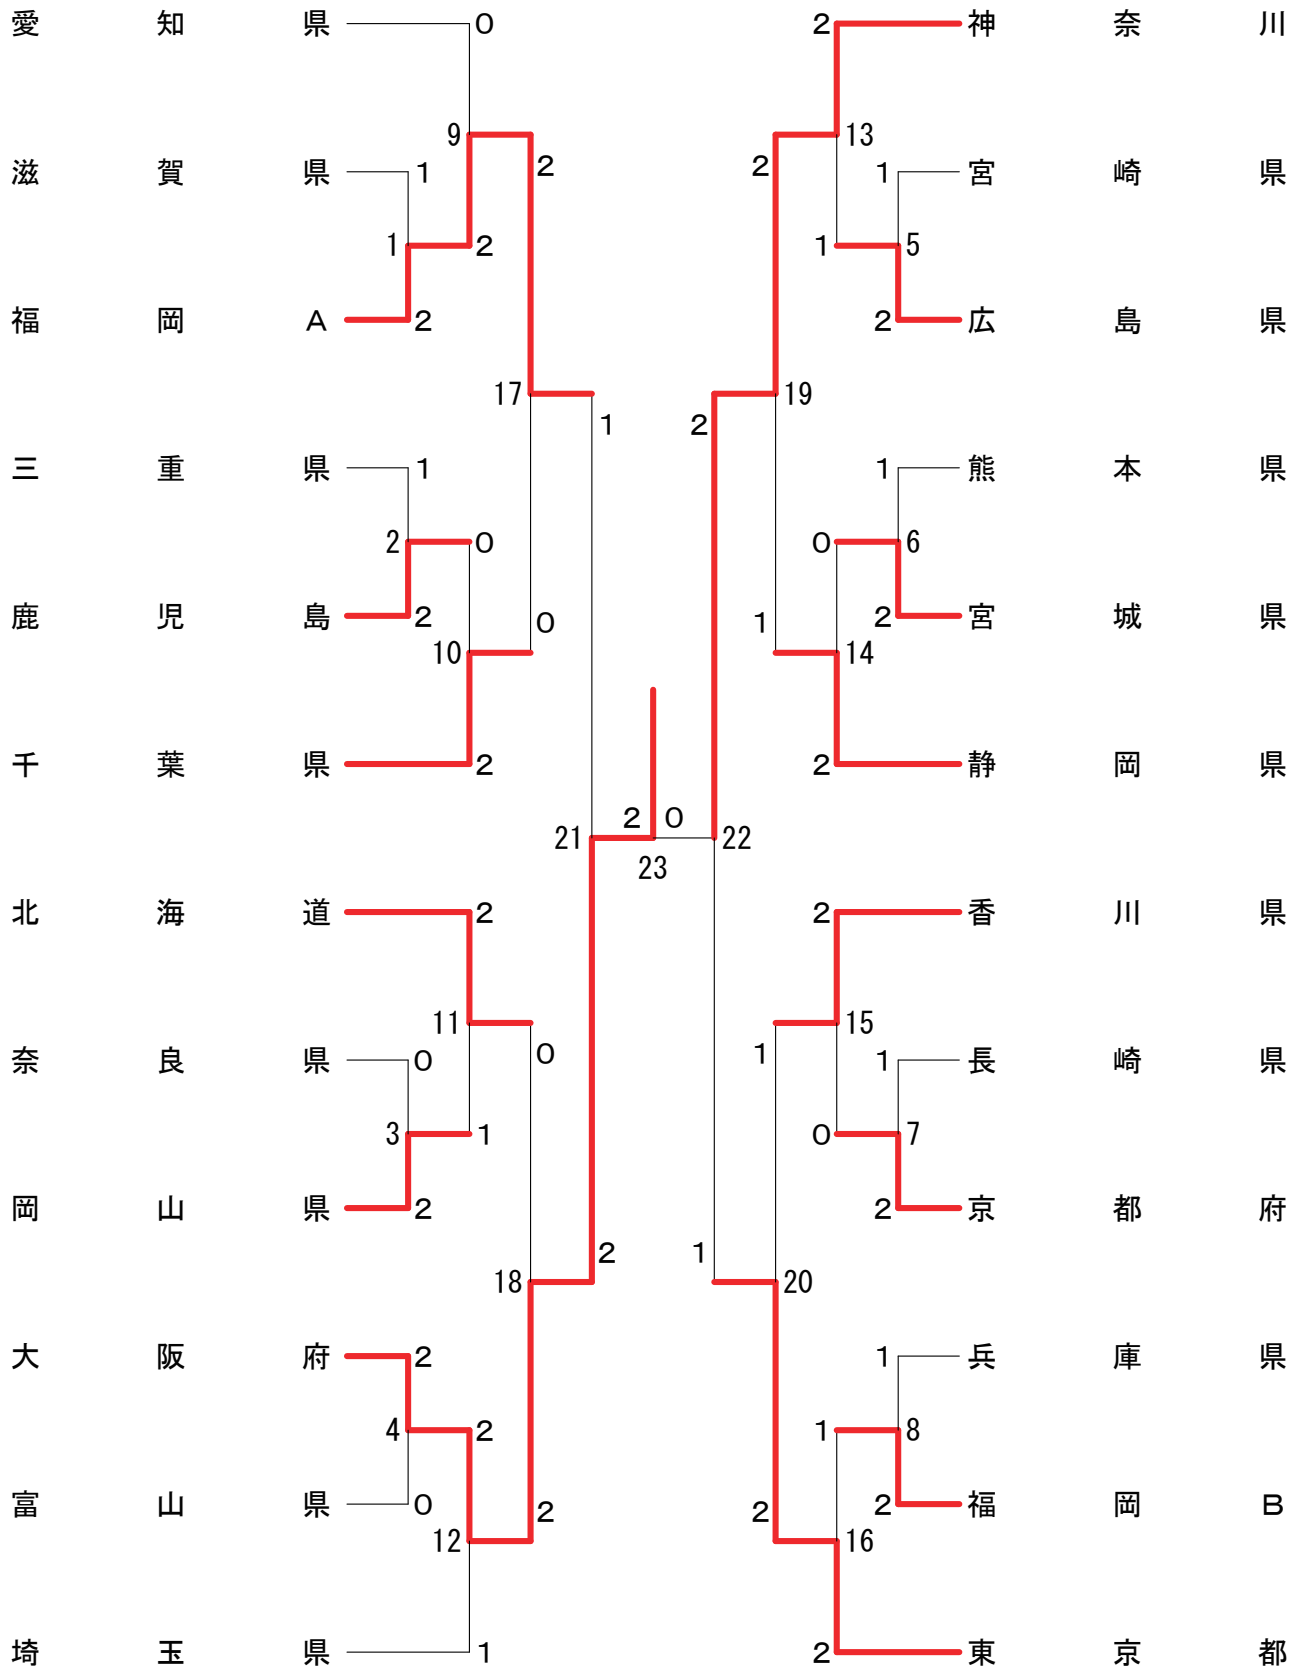 愛知県 0 2 神奈川
9 13
滋賀県 1 2 2 1 宮崎県
1 2 1 5
福岡A 2 2 広島県
17 19
1 2
三重県 1 1 熊本県
2 0 0 6
鹿児島 2 0 1 2 宮城県
10 14
千葉県 2 2 静岡県
2 0
21 22
23
北海道 2 2 香川県
11 15
奈良県 0 0 1 1 長崎県
3 1 0 7
岡山県 2 2 京都府
2 1
18 20
大阪府 2 1 兵庫県
4 2 1 8
富山県 0 2 2 2 福岡B
12 16
埼玉県 1 2 東京都